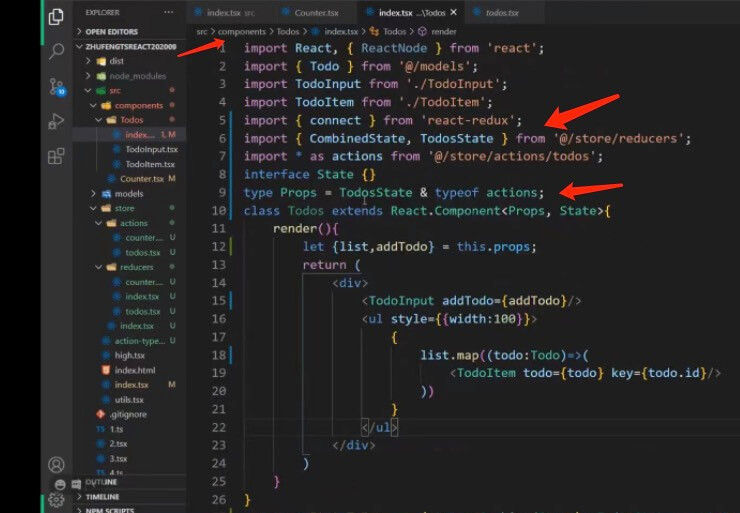 EXPLORER
OPEN EDITORS
ZHUFENGTSREACT202009
dist
node_modules
src
components
Todos
index... 1, M
TodoInput.tsx
TodoItem.tsx
Counter.tsx M
models
store
actions
counter... U
todos.tsx U
reducers
counter... U
index.tsx U
todos.tsx U
index.tsx U
action-type... U
high.tsx
index.html
index.tsx M
utils.tsx
.gitignore
TS 1.ts
2.tsx
3.tsx
OUTLINE
TIMELINE
NPM SCRIPTS
index.tsx src
Counter.tsx
index.tsx ...\Todos
todos.tsx
src > components > Todos > index.tsx > Todos > render
1 import React, { ReactNode } from 'react';
2 import { Todo } from '@/models';
3 import TodoInput from './TodoInput';
4 import TodoItem from './TodoItem';
5 import { connect } from 'react-redux';
6 import { CombinedState, TodosState } from '@/store/reducers';
7 import * as actions from '@/store/actions/todos';
8 interface State {}
9 type Props = TodosState & typeof actions;
10 class Todos extends React.Component<Props, State>{
11 render(){
12 let {list,addTodo} = this.props;
13 return (
14 <div>
15 <TodoInput addTodo={addTodo}/>
16 <ul style={{width:100}}>
17 {
18 list.map((todo:Todo)=>(
19 <TodoItem todo={todo} key={todo.id}/>
20 ))
21 }
22 </ul>
23 </div>
24 )
25 }
26 }